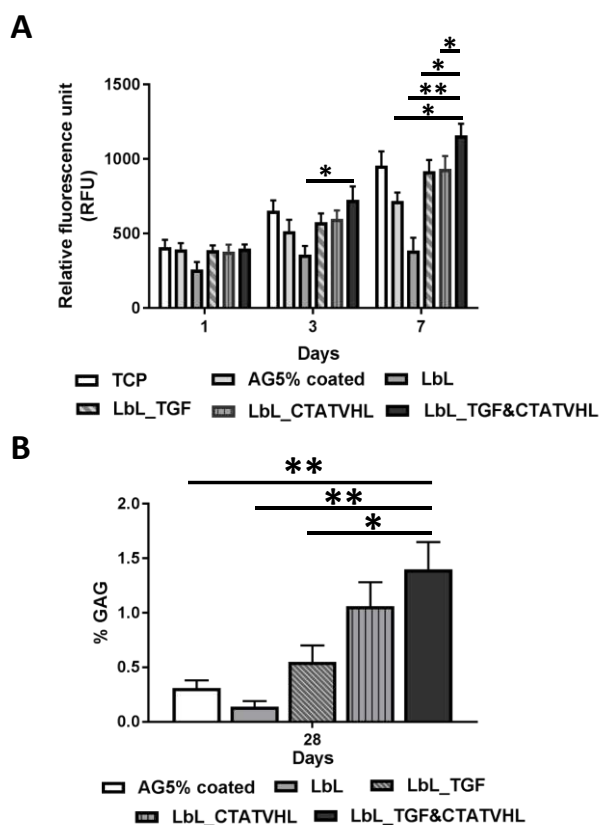 A
*
*
**
*
*
1500
1000
500
0
Relative fluorescence unit
(RFU)
1 3 7
Days
TCP AG5% coated LbL
LbL_TGF LbL_CTATVHL LbL_TGF&CTATVHL
B
**
**
*
2.0
1.5
1.0
0.5
0.0
% GAG
28
Days
AG5% coated LbL LbL_TGF
LbL_CTATVHL LbL_TGF&CTATVHL